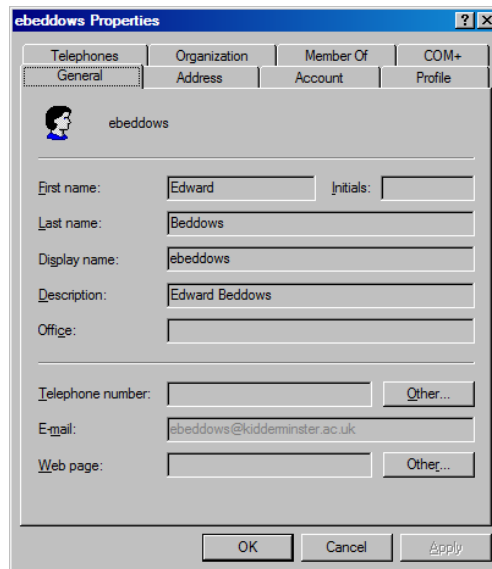 ebeddows Properties
Telephones Organization Member Of COM+
General Address Account Profile
ebeddows
First name: Edward Initials:
Last name: Beddows
Display name: ebeddows
Description: Edward Beddows
Office:
Telephone number: Other...
E-mail: ebeddows@kidderminster.ac.uk
Web page: Other...
OK Cancel Apply